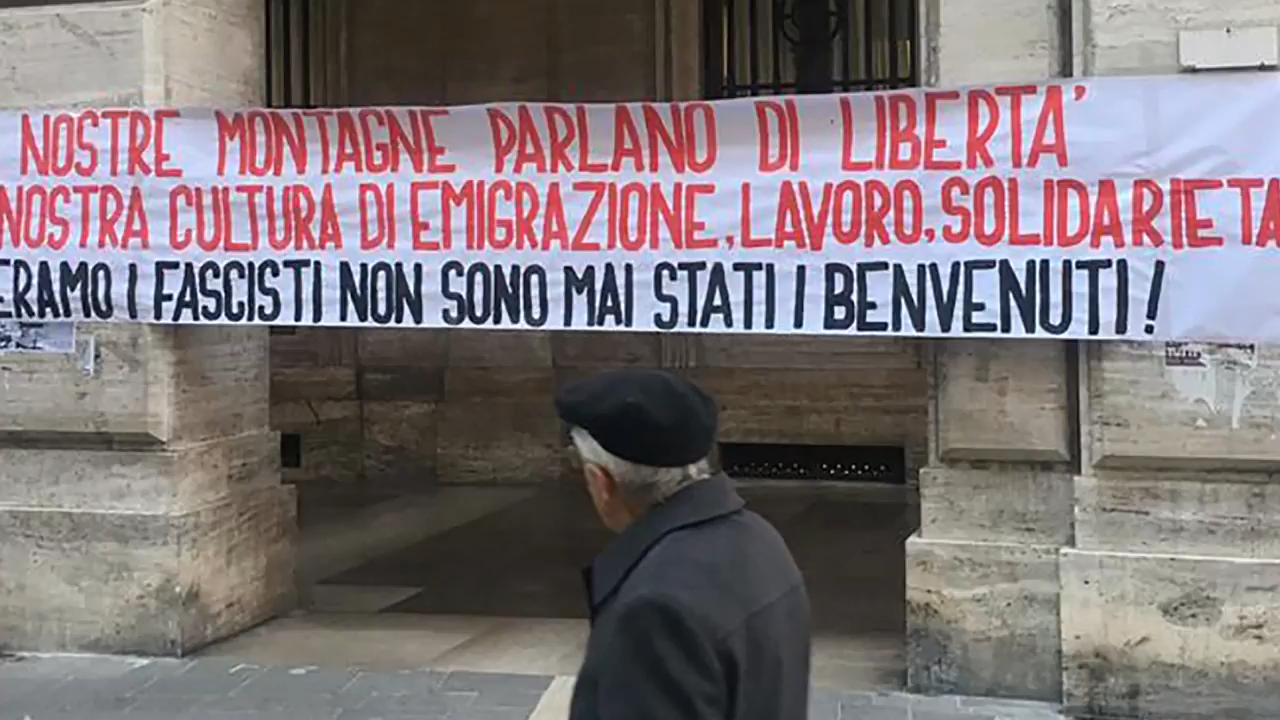 NOSTRE MONTAGNE PARLANO DI LIBERTA'
NOSTRA CULTURA DI EMIGRAZIONE, LAVORO, SOLIDARIETA
ERAMO I FASCISTI NON SONO MAI STATI I BENVENUTI!